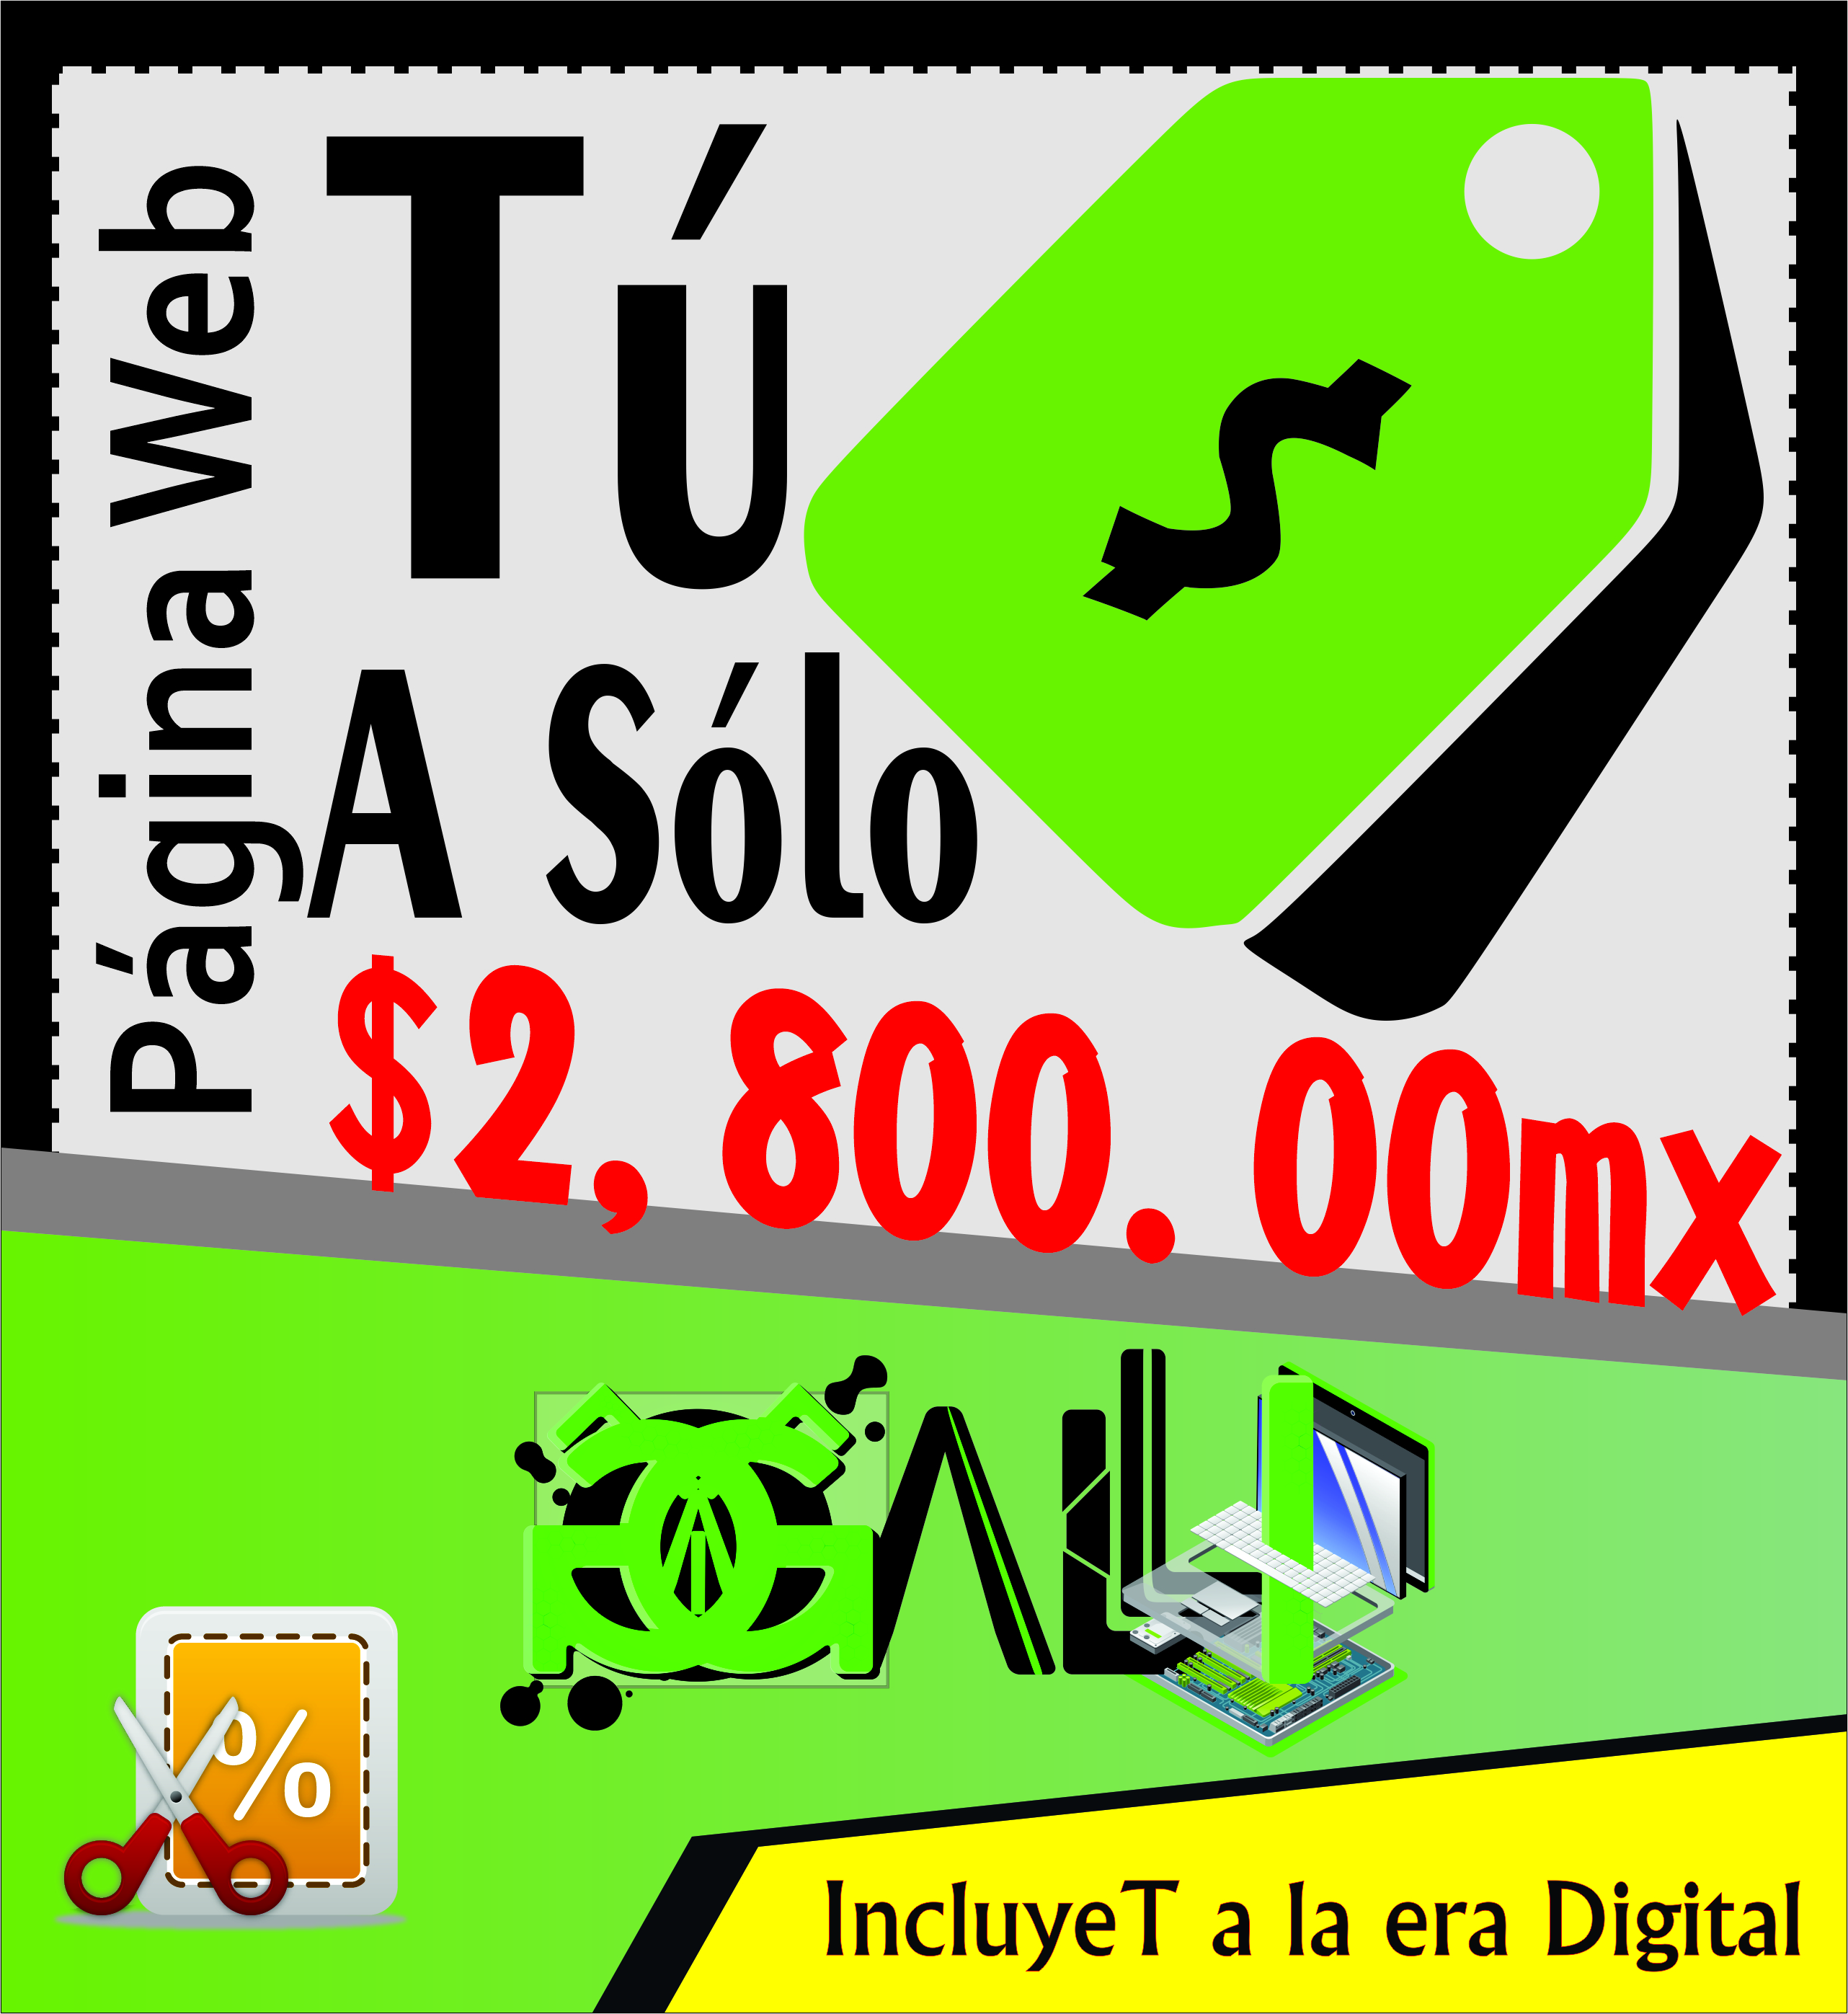 Página Web
Tú
A Sólo
$2,800.00mx
%
IncluyeT a la era Digital